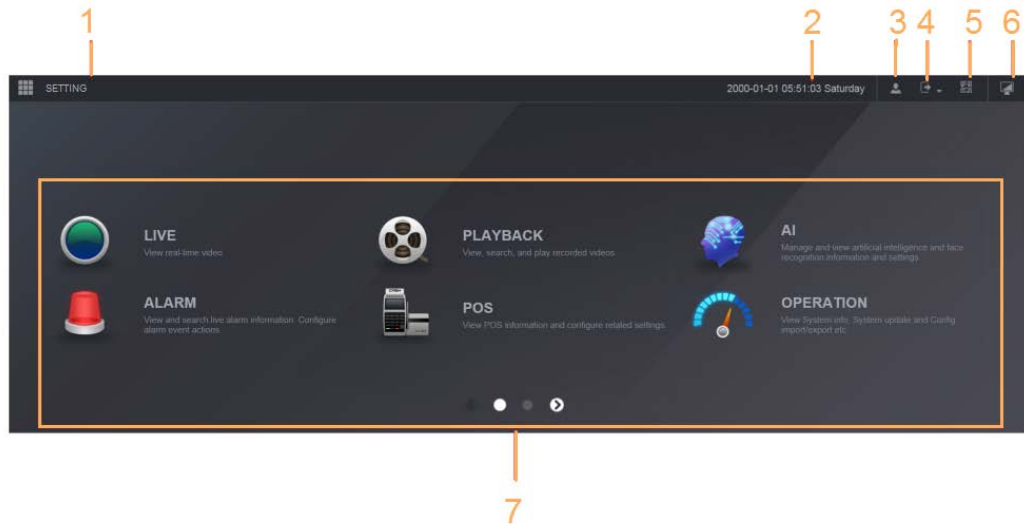 1 2 3 4 5 6
SETTING 2000-01-01 05:51:03 Saturday
LIVE
View real-time video.
PLAYBACK
View, search, and play recorded videos.
AI
Manage and view artificial intelligence and face
recognition information and settings
ALARM
View and search live alarm information. Configure
alarm event actions.
POS
View POS information and configure related settings.
OPERATION
View System info, System update and Config
import/export etc.
7